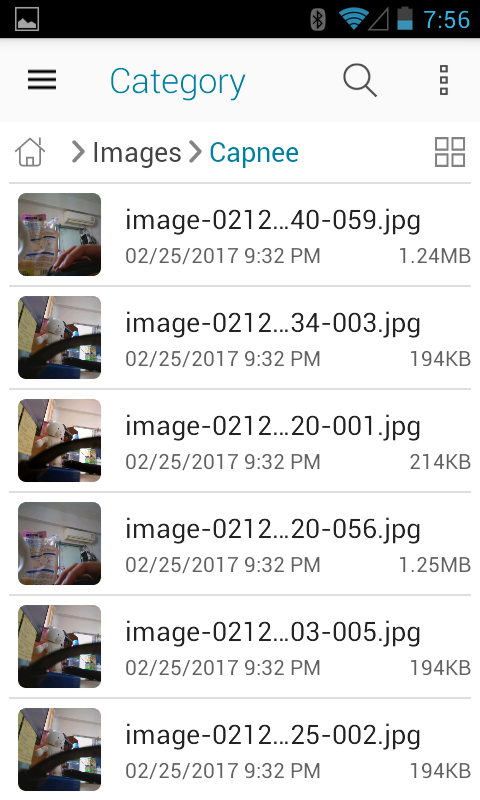 7:56
Category
Images Capnee
image-0212...40-059.jpg
02/25/2017 9:32 PM 1.24MB
image-0212...34-003.jpg
02/25/2017 9:32 PM 194KB
image-0212...20-001.jpg
02/25/2017 9:32 PM 214KB
image-0212...20-056.jpg
02/25/2017 9:32 PM 1.25MB
image-0212...03-005.jpg
02/25/2017 9:32 PM 194KB
image-0212...25-002.jpg
02/25/2017 9:32 PM 194KB